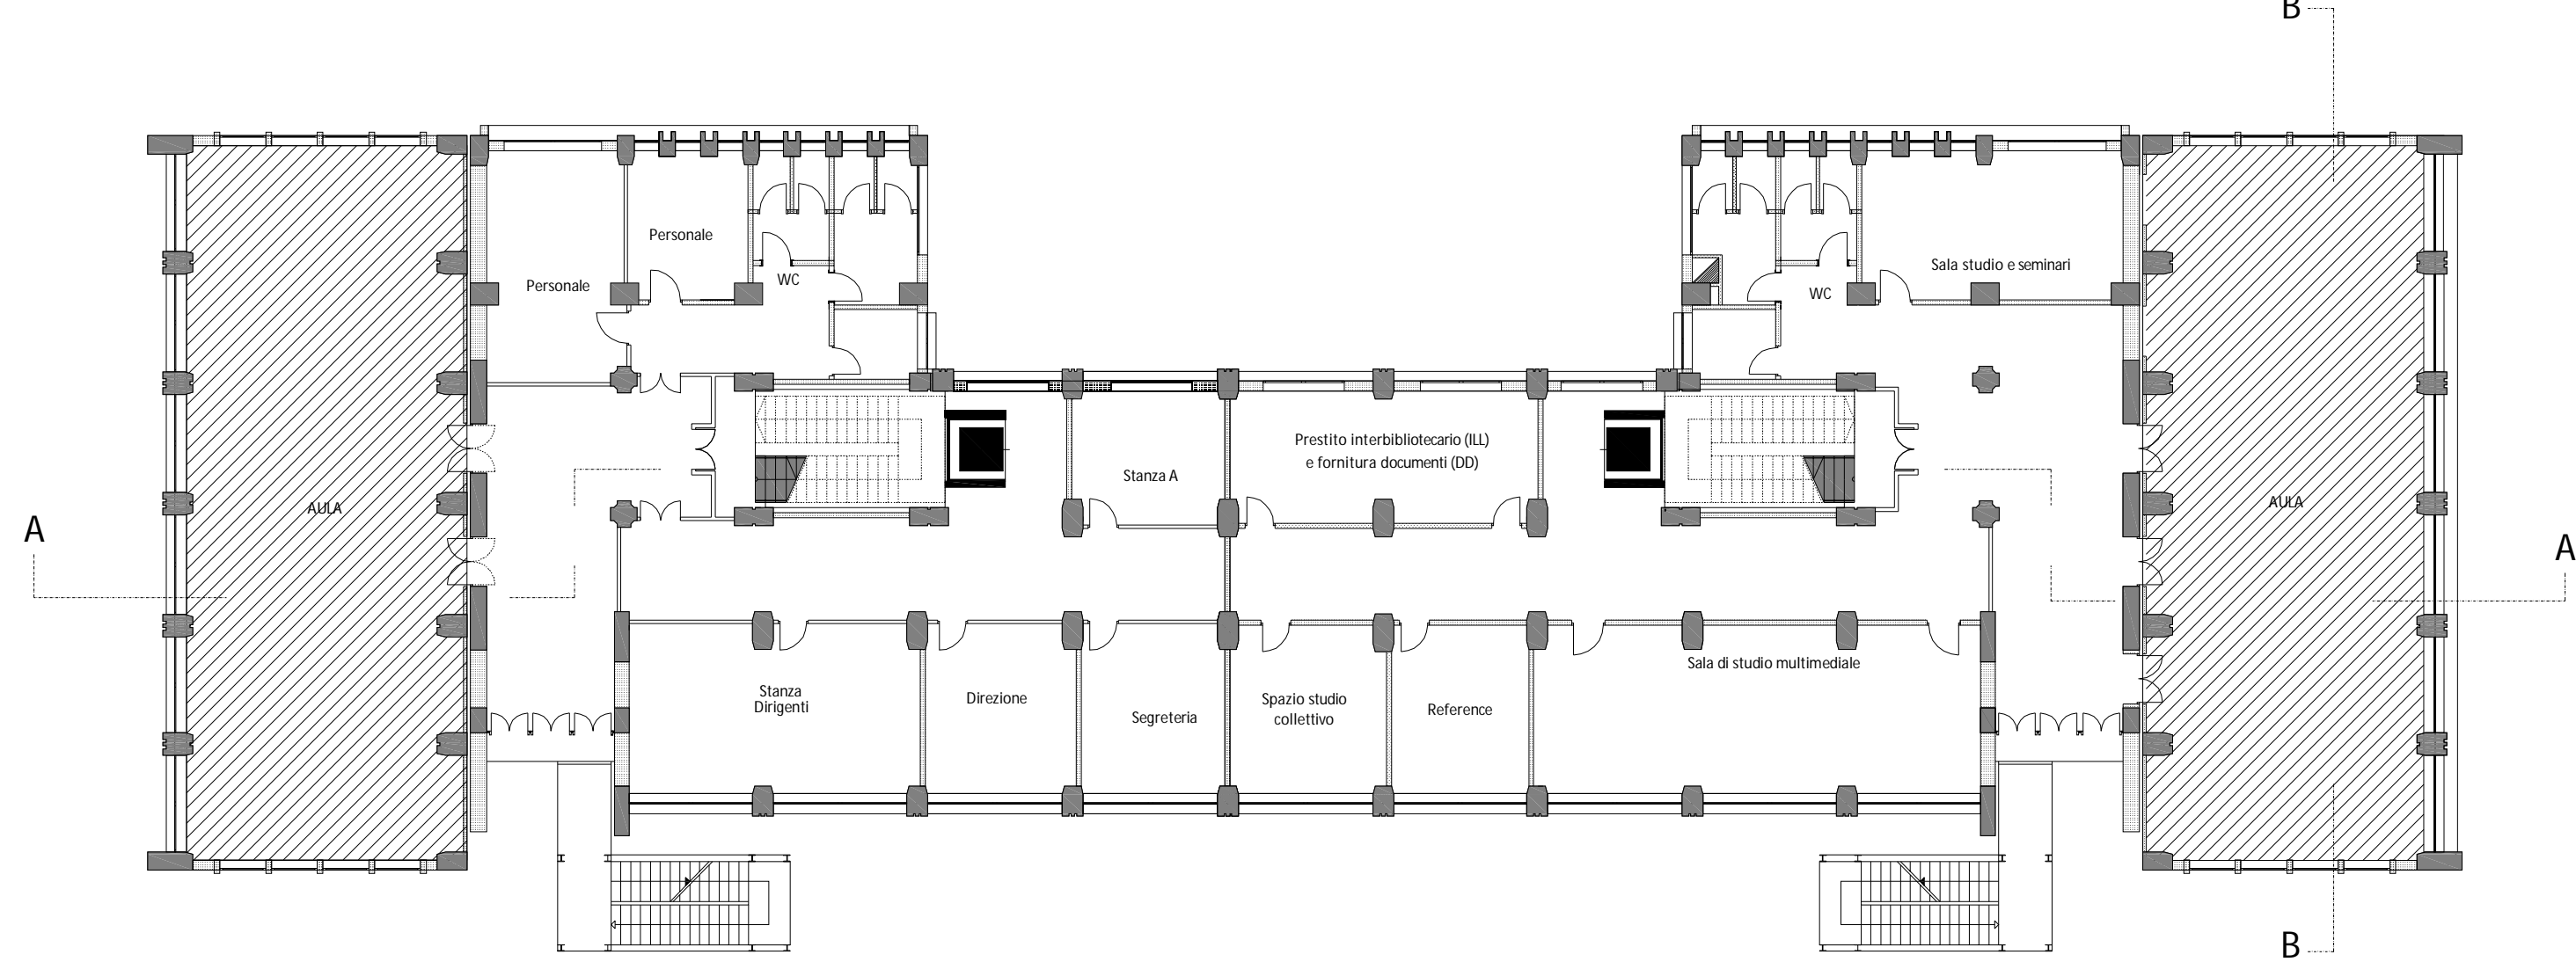 B
Personale
Personale
WC
Sala studio e seminari
WC
Prestito interbibliotecario (ILL)
e fornitura documenti (DD)
Stanza A
AULA
AULA
A
A
Sala di studio multimediale
Stanza
Dirigenti
Direzione
Segreteria
Spazio studio
collettivo
Reference
B